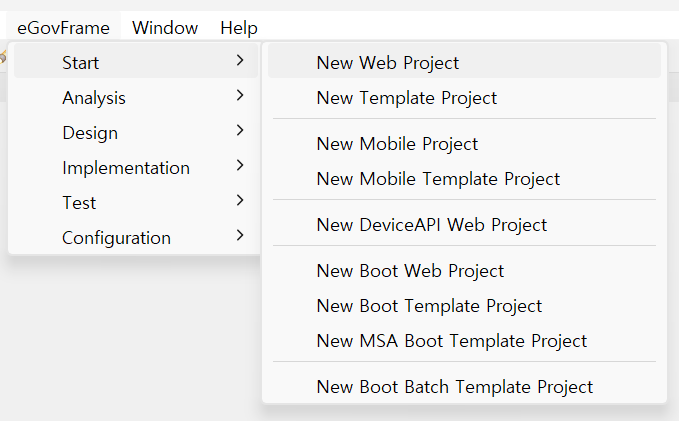 eGovFrame Window Help
Start
Analysis
Design
Implementation
Test
Configuration
New Web Project
New Template Project
New Mobile Project
New Mobile Template Project
New DeviceAPI Web Project
New Boot Web Project
New Boot Template Project
New MSA Boot Template Project
New Boot Batch Template Project